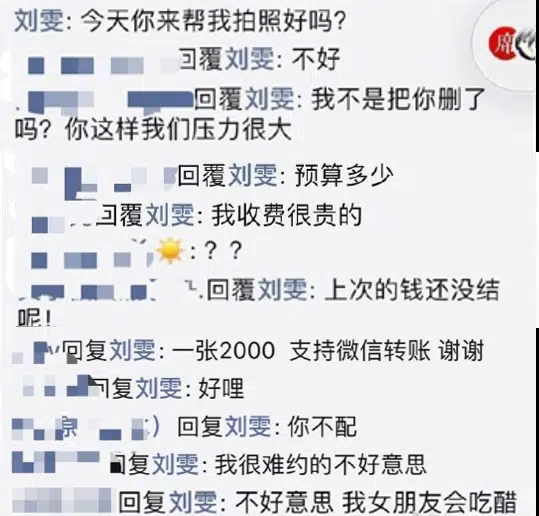 刘雯: 今天你来帮我拍照好吗?
回覆刘雯: 不好
回覆刘雯: 我不是把你删了
吗? 你这样我们压力很大
回覆刘雯: 预算多少
回覆刘雯: 我收费很贵的
: ? ?
回覆刘雯: 上次的钱还没结
呢!
回复刘雯: 一张2000 支持微信转账 谢谢
回复刘雯: 好哩
回复刘雯: 你不配
回复刘雯: 我很难约的不好意思
回复刘雯: 不好意思 我女朋友会吃醋
席